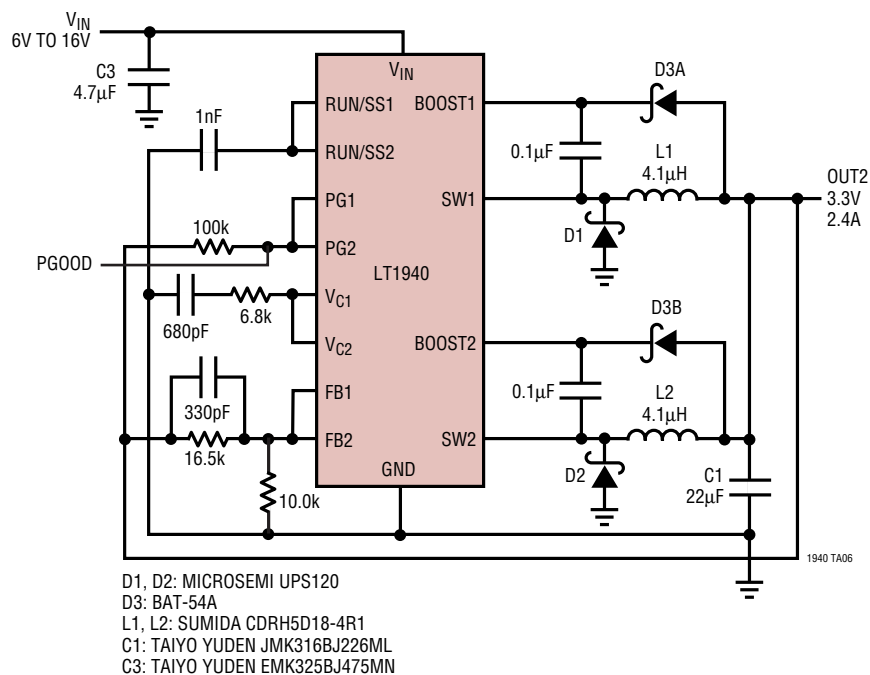 VIN
6V TO 16V
C3
4.7µF
1nF
100k
PGOOD
680pF
6.8k
330pF
16.5k
10.0k
VIN
RUN/SS1
RUN/SS2
PG1
PG2
VC1
VC2
FB1
FB2
LT1940
GND
BOOST1
SW1
BOOST2
SW2
D3A
0.1µF
L1
4.1µH
D1
OUT2
3.3V
2.4A
D3B
0.1µF
L2
4.1µH
D2
C1
22µF
1940 TA06
D1, D2: MICROSEMI UPS120
D3: BAT-54A
L1, L2: SUMIDA CDRH5D18-4R1
C1: TAIYO YUDEN JMK316BJ226ML
C3: TAIYO YUDEN EMK325BJ475MN